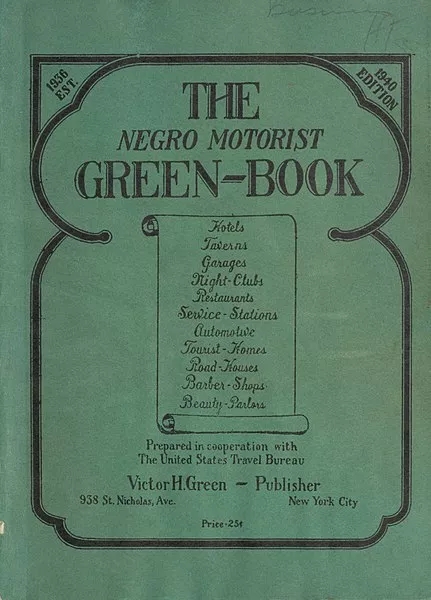 1936
EST.
1940
EDITION
THE
NEGRO MOTORIST
GREEN-BOOK
Hotels
Taverns
Garages
Night-Clubs
Restaurants
Service-Stations
Automotive
Tourist-Homes
Road-Houses
Barber-Shops
Beauty-Parlors
Prepared in cooperation with
The United States Travel Bureau
Victor H. Green - Publisher
938 St. Nicholas, Ave. New York City
Price-25¢